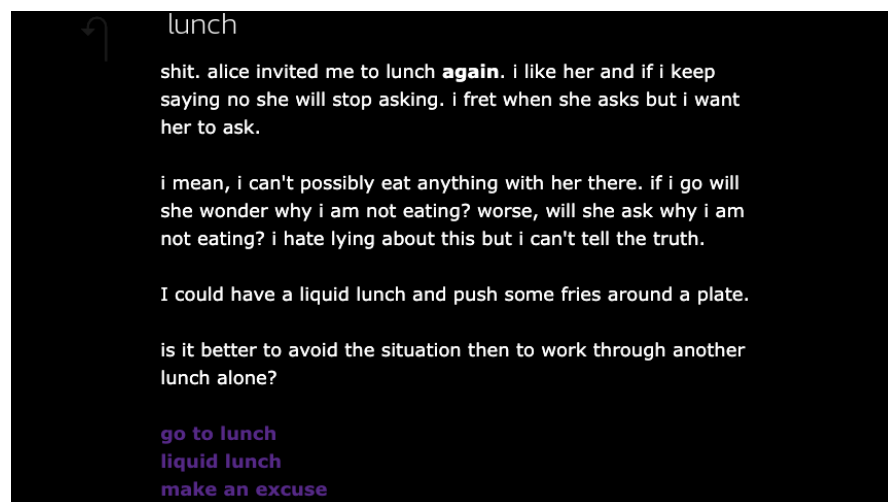 lunch
shit. alice invited me to lunch again. i like her and if i keep
saying no she will stop asking. i fret when she asks but i want
her to ask.
i mean, i can't possibly eat anything with her there. if i go will
she wonder why i am not eating? worse, will she ask why i am
not eating? i hate lying about this but i can't tell the truth.
I could have a liquid lunch and push some fries around a plate.
is it better to avoid the situation then to work through another
lunch alone?
go to lunch
liquid lunch
make an excuse